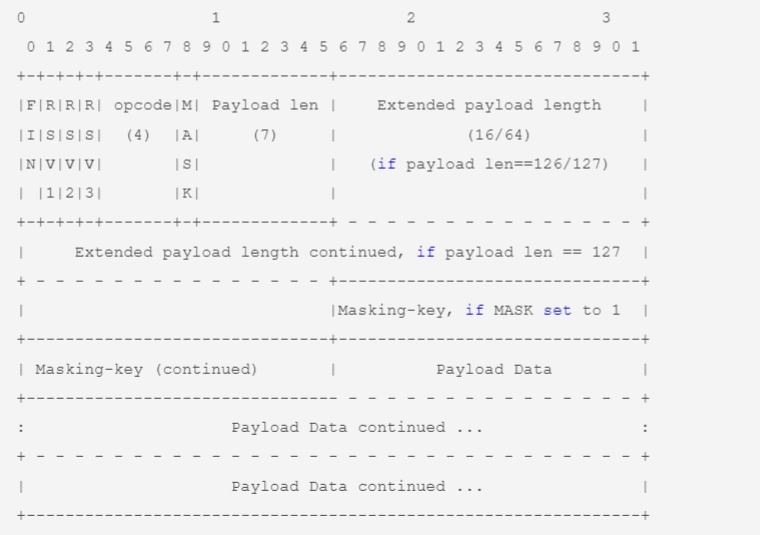 0                   1                   2                   3
 0 1 2 3 4 5 6 7 8 9 0 1 2 3 4 5 6 7 8 9 0 1 2 3 4 5 6 7 8 9 0 1
+-+-+-+-+-------+-+-------------+-------------------------------+
|F|R|R|R| opcode|M| Payload len |    Extended payload length    |
|I|S|S|S|  (4)  |A|     (7)     |             (16/64)           |
|N|V|V|V|       |S|             |   (if payload len==126/127)   |
| |1|2|3|       |K|             |                               |
+-+-+-+-+-------+-+-------------+ - - - - - - - - - - - - - - - +
|     Extended payload length continued, if payload len == 127  |
+ - - - - - - - - - - - - - - - +-------------------------------+
|                               |Masking-key, if MASK set to 1  |
+-------------------------------+-------------------------------+
| Masking-key (continued)       |          Payload Data         |
+-------------------------------- - - - - - - - - - - - - - - - +
:                     Payload Data continued ...                :
+ - - - - - - - - - - - - - - - - - - - - - - - - - - - - - - - +
|                     Payload Data continued ...                |
+---------------------------------------------------------------+